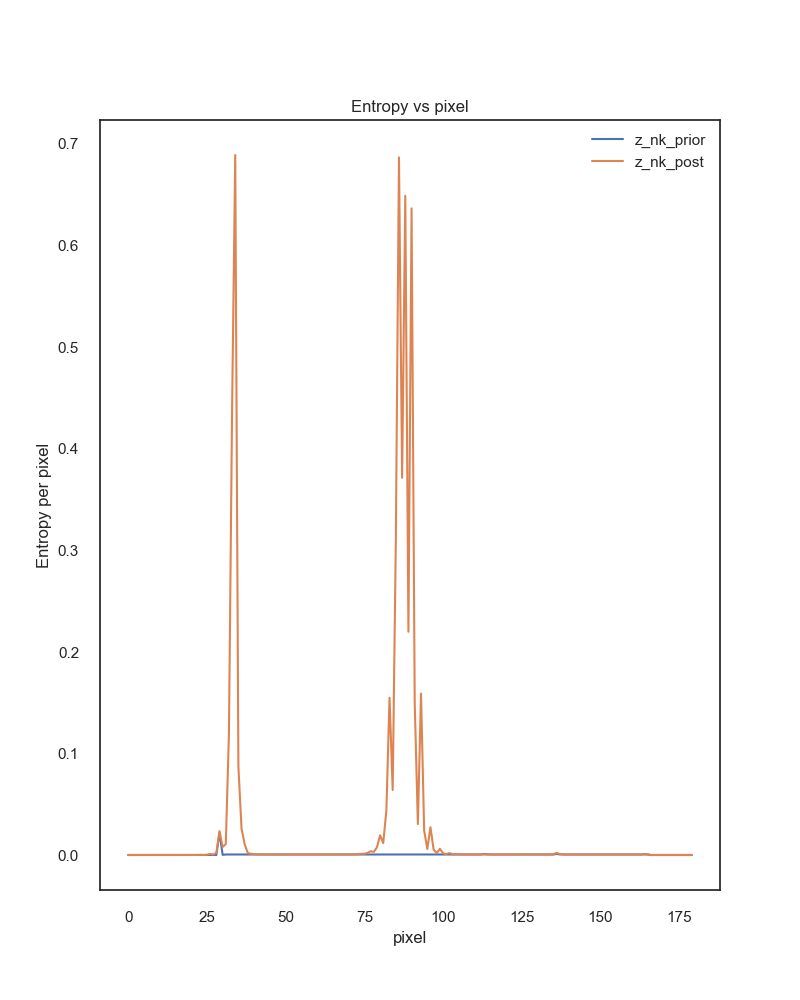 Entropy vs pixel
z_nk_prior
z_nk_post
0.7
0.6
0.5
0.4
0.3
0.2
0.1
0.0
Entropy per pixel
0 25 50 75 100 125 150 175
pixel